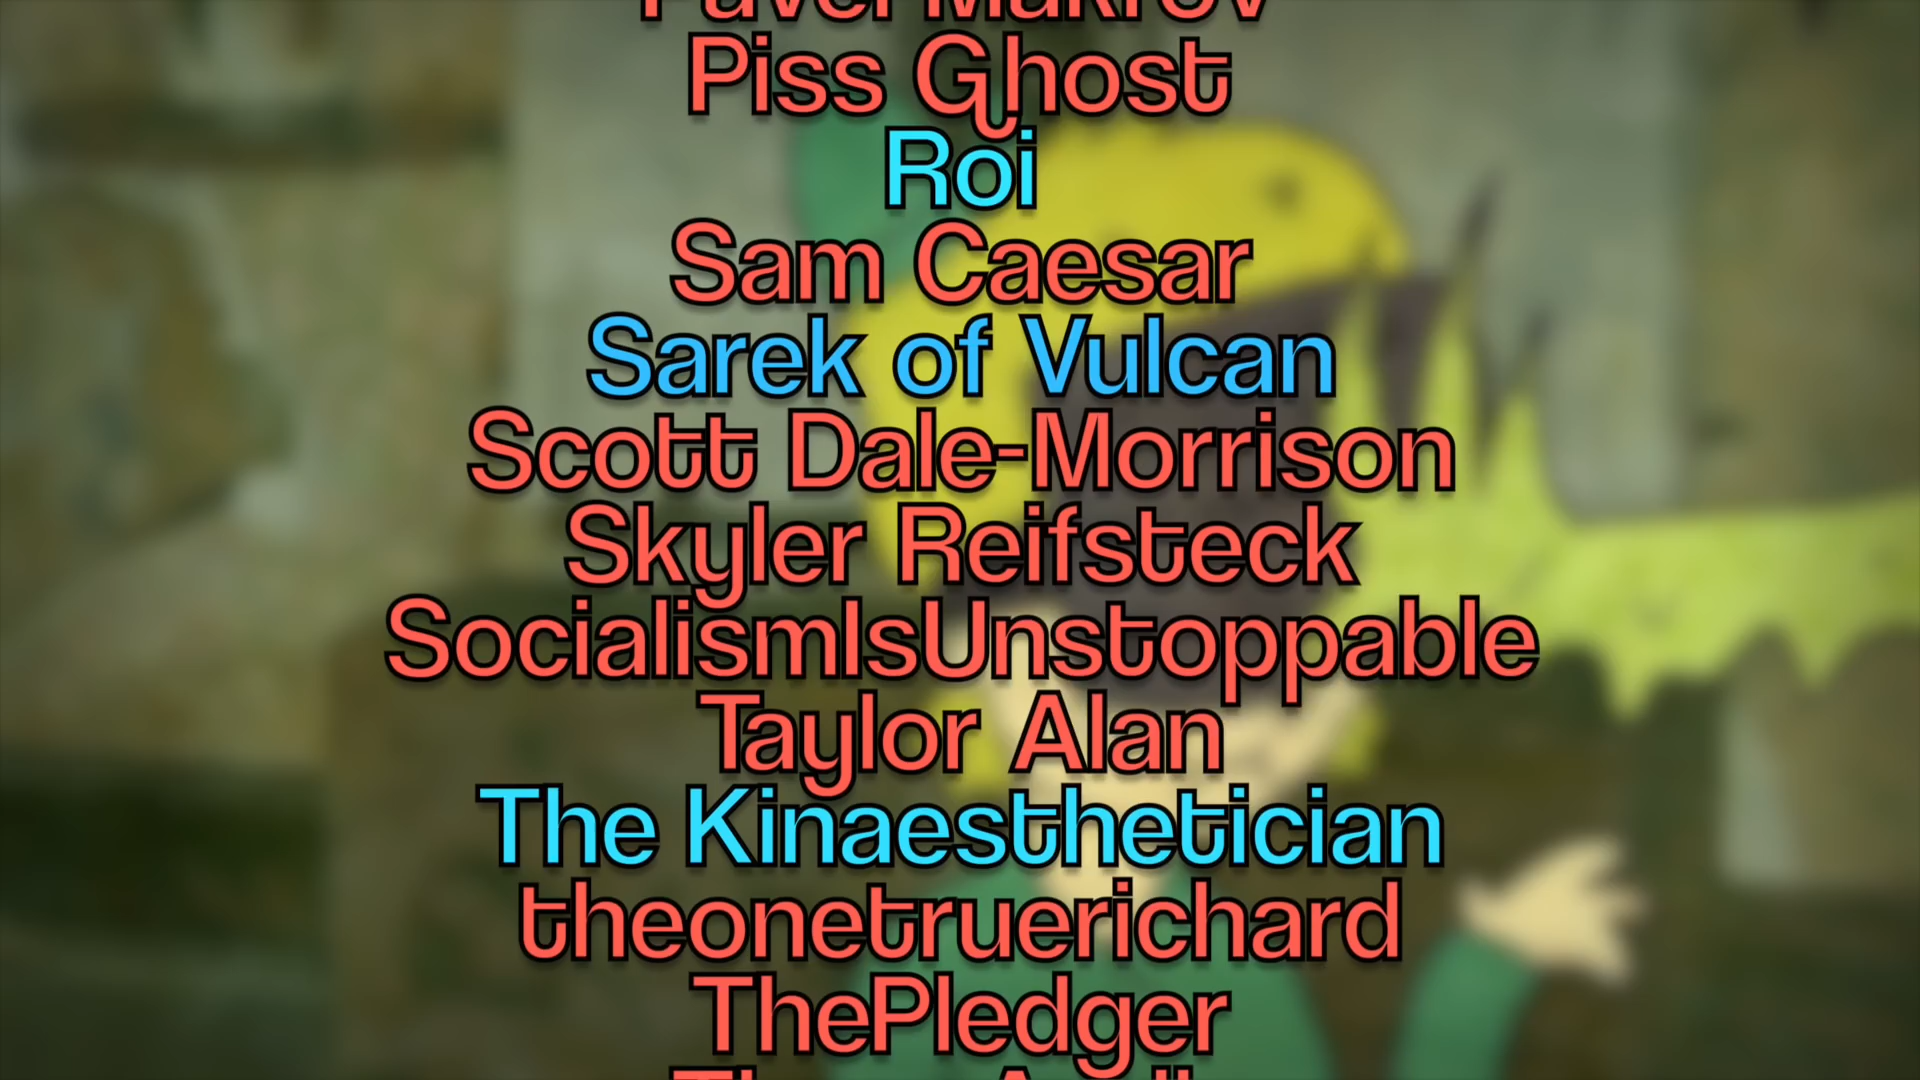 Piss Ghost
Roi
Sam Caesar
Sarek of Vulcan
Scott Dale-Morrison
Skyler Reifsteck
SocialismIsUnstoppable
Taylor Alan
The Kinaesthetician
theonetruerichard
ThePledger